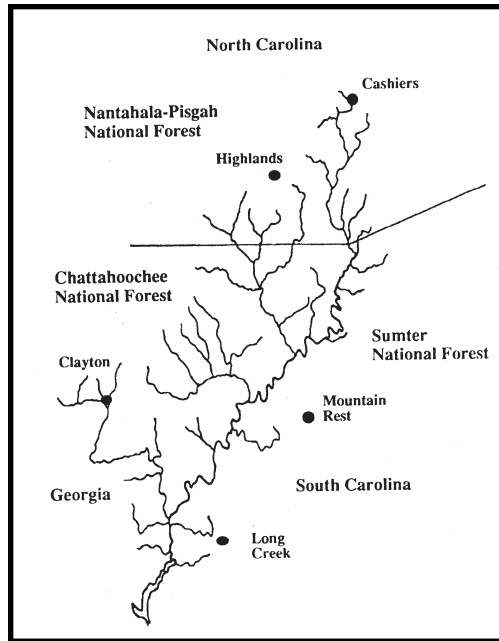 North Carolina
Cashiers
Nantahala-Pisgah
National Forest
Highlands
Chattahoochee
National Forest
Sumter
National Forest
Clayton
Mountain
Rest
South Carolina
Georgia
Long
Creek